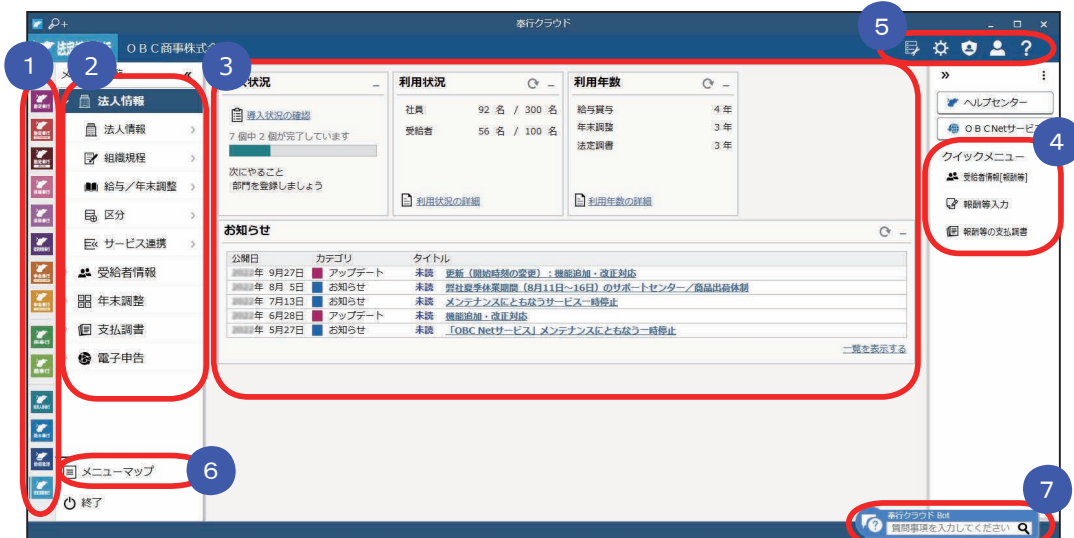 奉行クラウド
法定
OBC商事株式会
5
1
2
3
«
法人情報
法人情報
組織規程
給与／年末調整
区分
サービス連携
受給者情報
年末調整
支払調書
電子申告
メニューマップ
6
終了
状況
導入状況の確認
7 個中 2 個が完了しています
次にやること
部門を登録しましょう
利用状況
社員 92 名 / 300 名
受給者 56 名 / 100 名
利用状況の詳細
利用年数
給与賞与 4 年
年末調整 3 年
法定調書 3 年
利用年数の詳細
お知らせ
公開日 カテゴリ タイトル
年 9月27日 アップデート 未読 更新（開始時刻の変更）：機能追加・改正対応
年 8月 5日 お知らせ 未読 弊社夏季休業期間（8月11日～16日）のサポートセンター／商品出荷体制
年 7月13日 お知らせ 未読 メンテナンスにともなうサービス一時停止
年 6月28日 アップデート 未読 機能追加・改正対応
年 5月27日 お知らせ 未読 「OBC Netサービス」メンテナンスにともなう一時停止
一覧を表示する
»
ヘルプセンター
OBCNetサービ
4
クイックメニュー
受給者情報[報酬等]
報酬等入力
報酬等の支払調書
7
奉行クラウド Bot
質問事項を入力してください